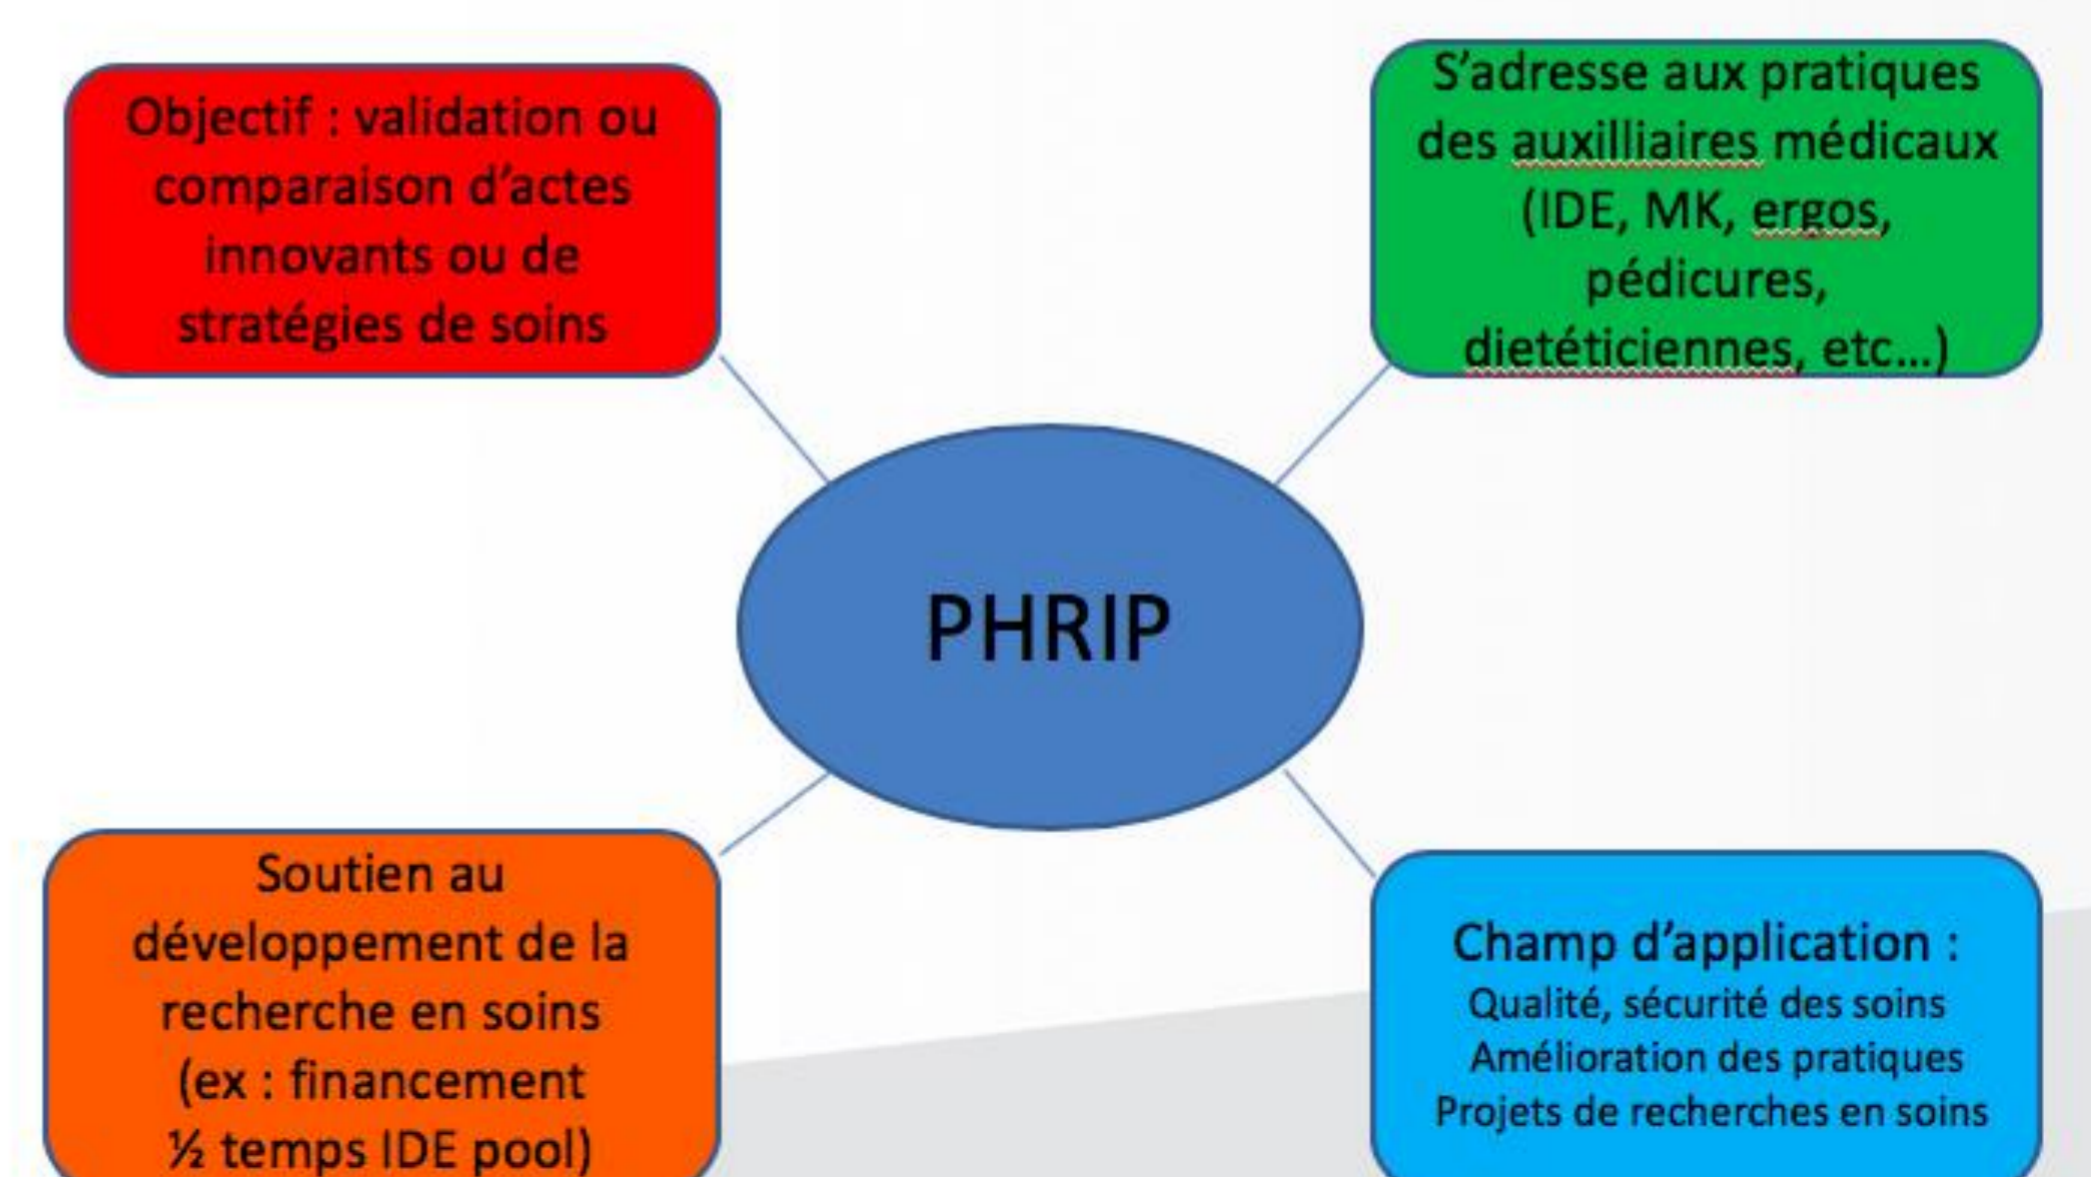 Objectif : validation ou
comparaison d’actes
innovants ou de
stratégies de soins
S’adresse aux pratiques
des auxilliaires médicaux
(IDE, MK, ergos,
pédicures,
dietéticiennes, etc…)
PHRIP
Soutien au
développement de la
recherche en soins
(ex : financement
½ temps IDE pool)
Champ d’application :
Qualité, sécurité des soins
Amélioration des pratiques
Projets de recherches en soins